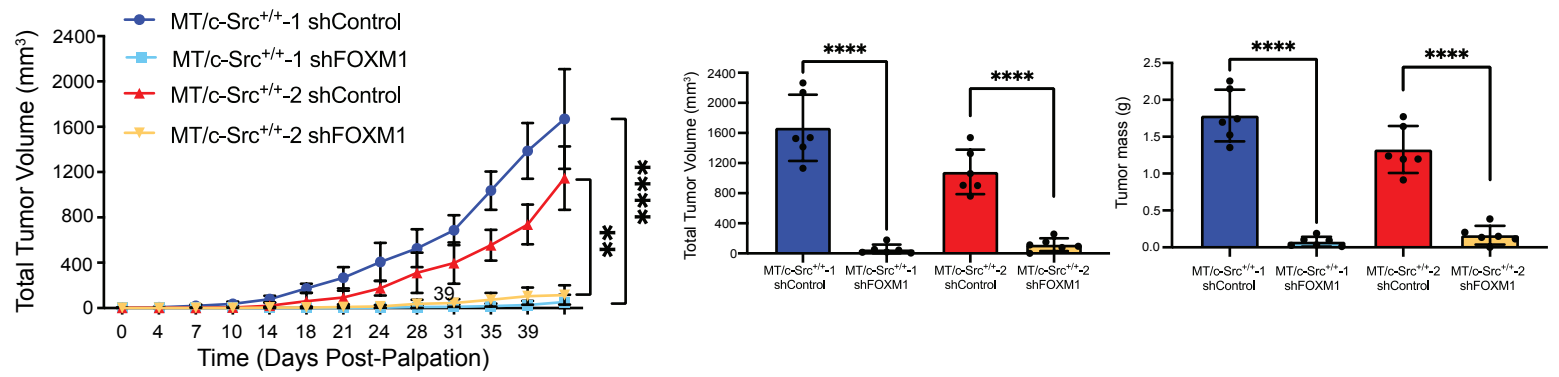 MT/c-Src+/+-1 shControl
MT/c-Src+/+-1 shFOXM1
MT/c-Src+/+-2 shControl
MT/c-Src+/+-2 shFOXM1
Total Tumor Volume (mm³)
2400
2000
1600
1200
800
400
0
0 4 7 10 14 18 21 24 28 31 35 39
39
Time (Days Post-Palpation)
**
****
Total Tumor Volume (mm³)
2400
2000
1600
1200
800
400
0
****
****
MT/c-Src+/+-1 MT/c-Src+/+-1 MT/c-Src+/+-2 MT/c-Src+/+-2
shControl shFOXM1 shControl shFOXM1
Tumor mass (g)
2.5
2.0
1.5
1.0
0.5
0.0
****
****
MT/c-Src+/+-1 MT/c-Src+/+-1 MT/c-Src+/+-2 MT/c-Src+/+-2
shControl shFOXM1 shControl shFOXM1